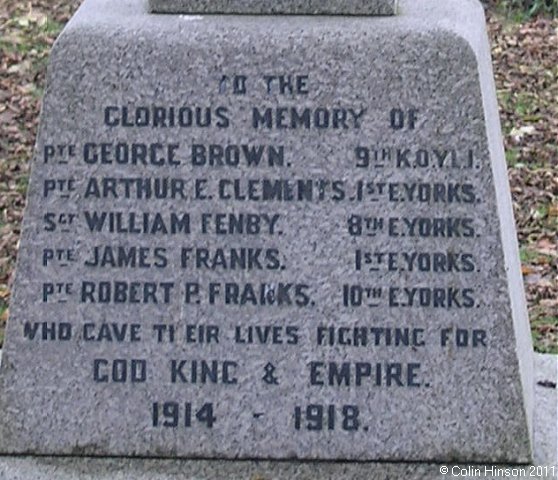 TO THE
GLORIOUS MEMORY OF
PTE GEORGE BROWN. 9TH K.O.Y.L.I.
PTE ARTHUR E. CLEMENTS. 1ST E.YORKS.
SGT WILLIAM FENBY. 8TH E.YORKS.
PTE JAMES FRANKS. 1ST E.YORKS.
PTE ROBERT P. FRANKS. 10TH E.YORKS.
WHO GAVE THEIR LIVES FIGHTING FOR
GOD KING & EMPIRE.
1914 - 1918.
© Colin Hinson 2011